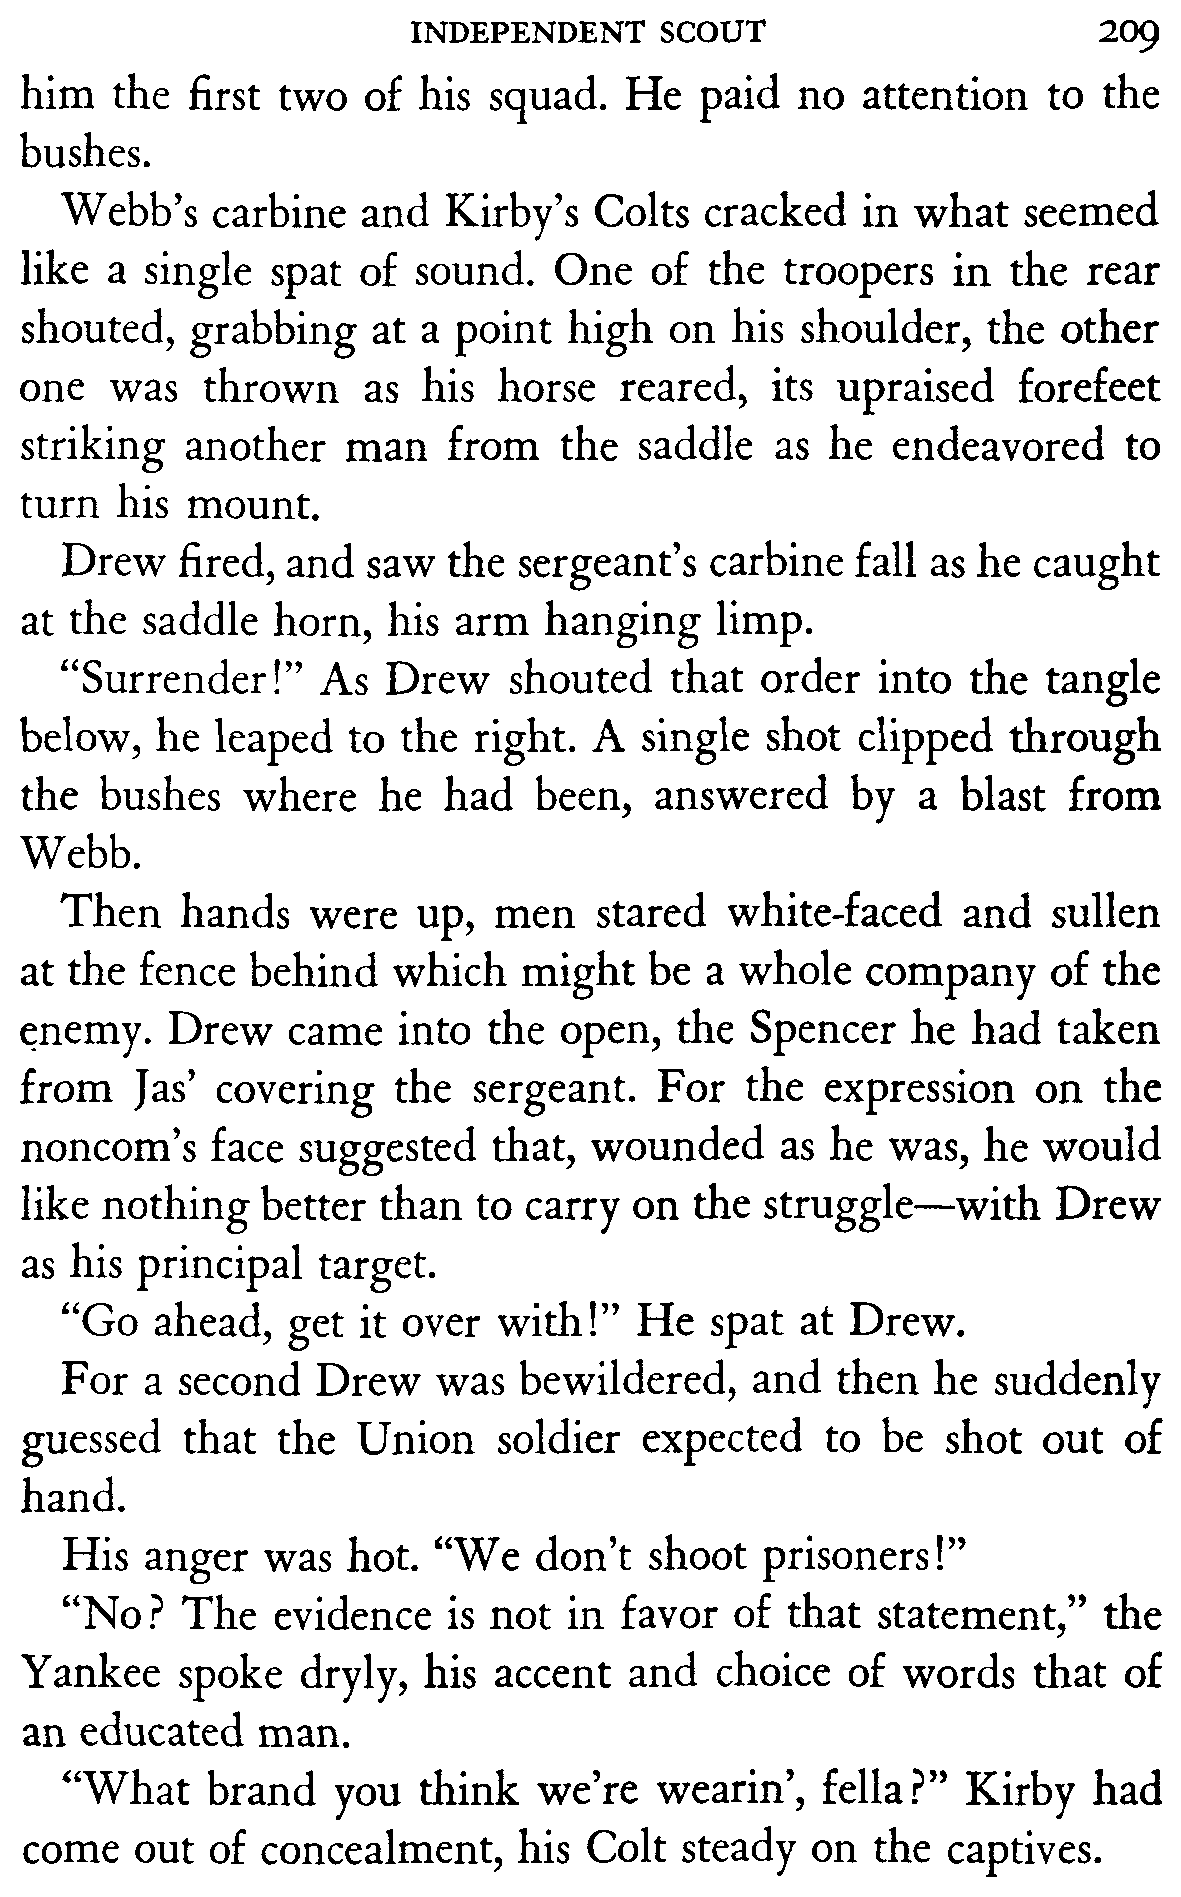 INDEPENDENT SCOUT 209
him the first two of his squad. He paid no attention to the
bushes.
Webb’s carbine and Kirby’s Colts cracked in what seemed
like a single spat of sound. One of the troopers in the rear
shouted, grabbing at a point high on his shoulder, the other
one was thrown as his horse reared, its upraised forefeet
striking another man from the saddle as he endeavored to
turn his mount.
Drew fired, and saw the sergeant’s carbine fall as he caught
at the saddle horn, his arm hanging limp.
“Surrender!” As Drew shouted that order into the tangle
below, he leaped to the right. A single shot clipped through
the bushes where he had been, answered by a blast from
Webb.
Then hands were up, men stared white-faced and sullen
at the fence behind which might be a whole company of the
enemy. Drew came into the open, the Spencer he had taken
from Jas’ covering the sergeant. For the expression on the
noncom’s face suggested that, wounded as he was, he would
like nothing better than to carry on the struggle—with Drew
as his principal target.
“Go ahead, get it over with!” He spat at Drew.
For a second Drew was bewildered, and then he suddenly
guessed that the Union soldier expected to be shot out of
hand.
His anger was hot. “We don’t shoot prisoners!”
“No? The evidence is not in favor of that statement,” the
Yankee spoke dryly, his accent and choice of words that of
an educated man.
“What brand you think we’re wearin’, fella?” Kirby had
come out of concealment, his Colt steady on the captives.